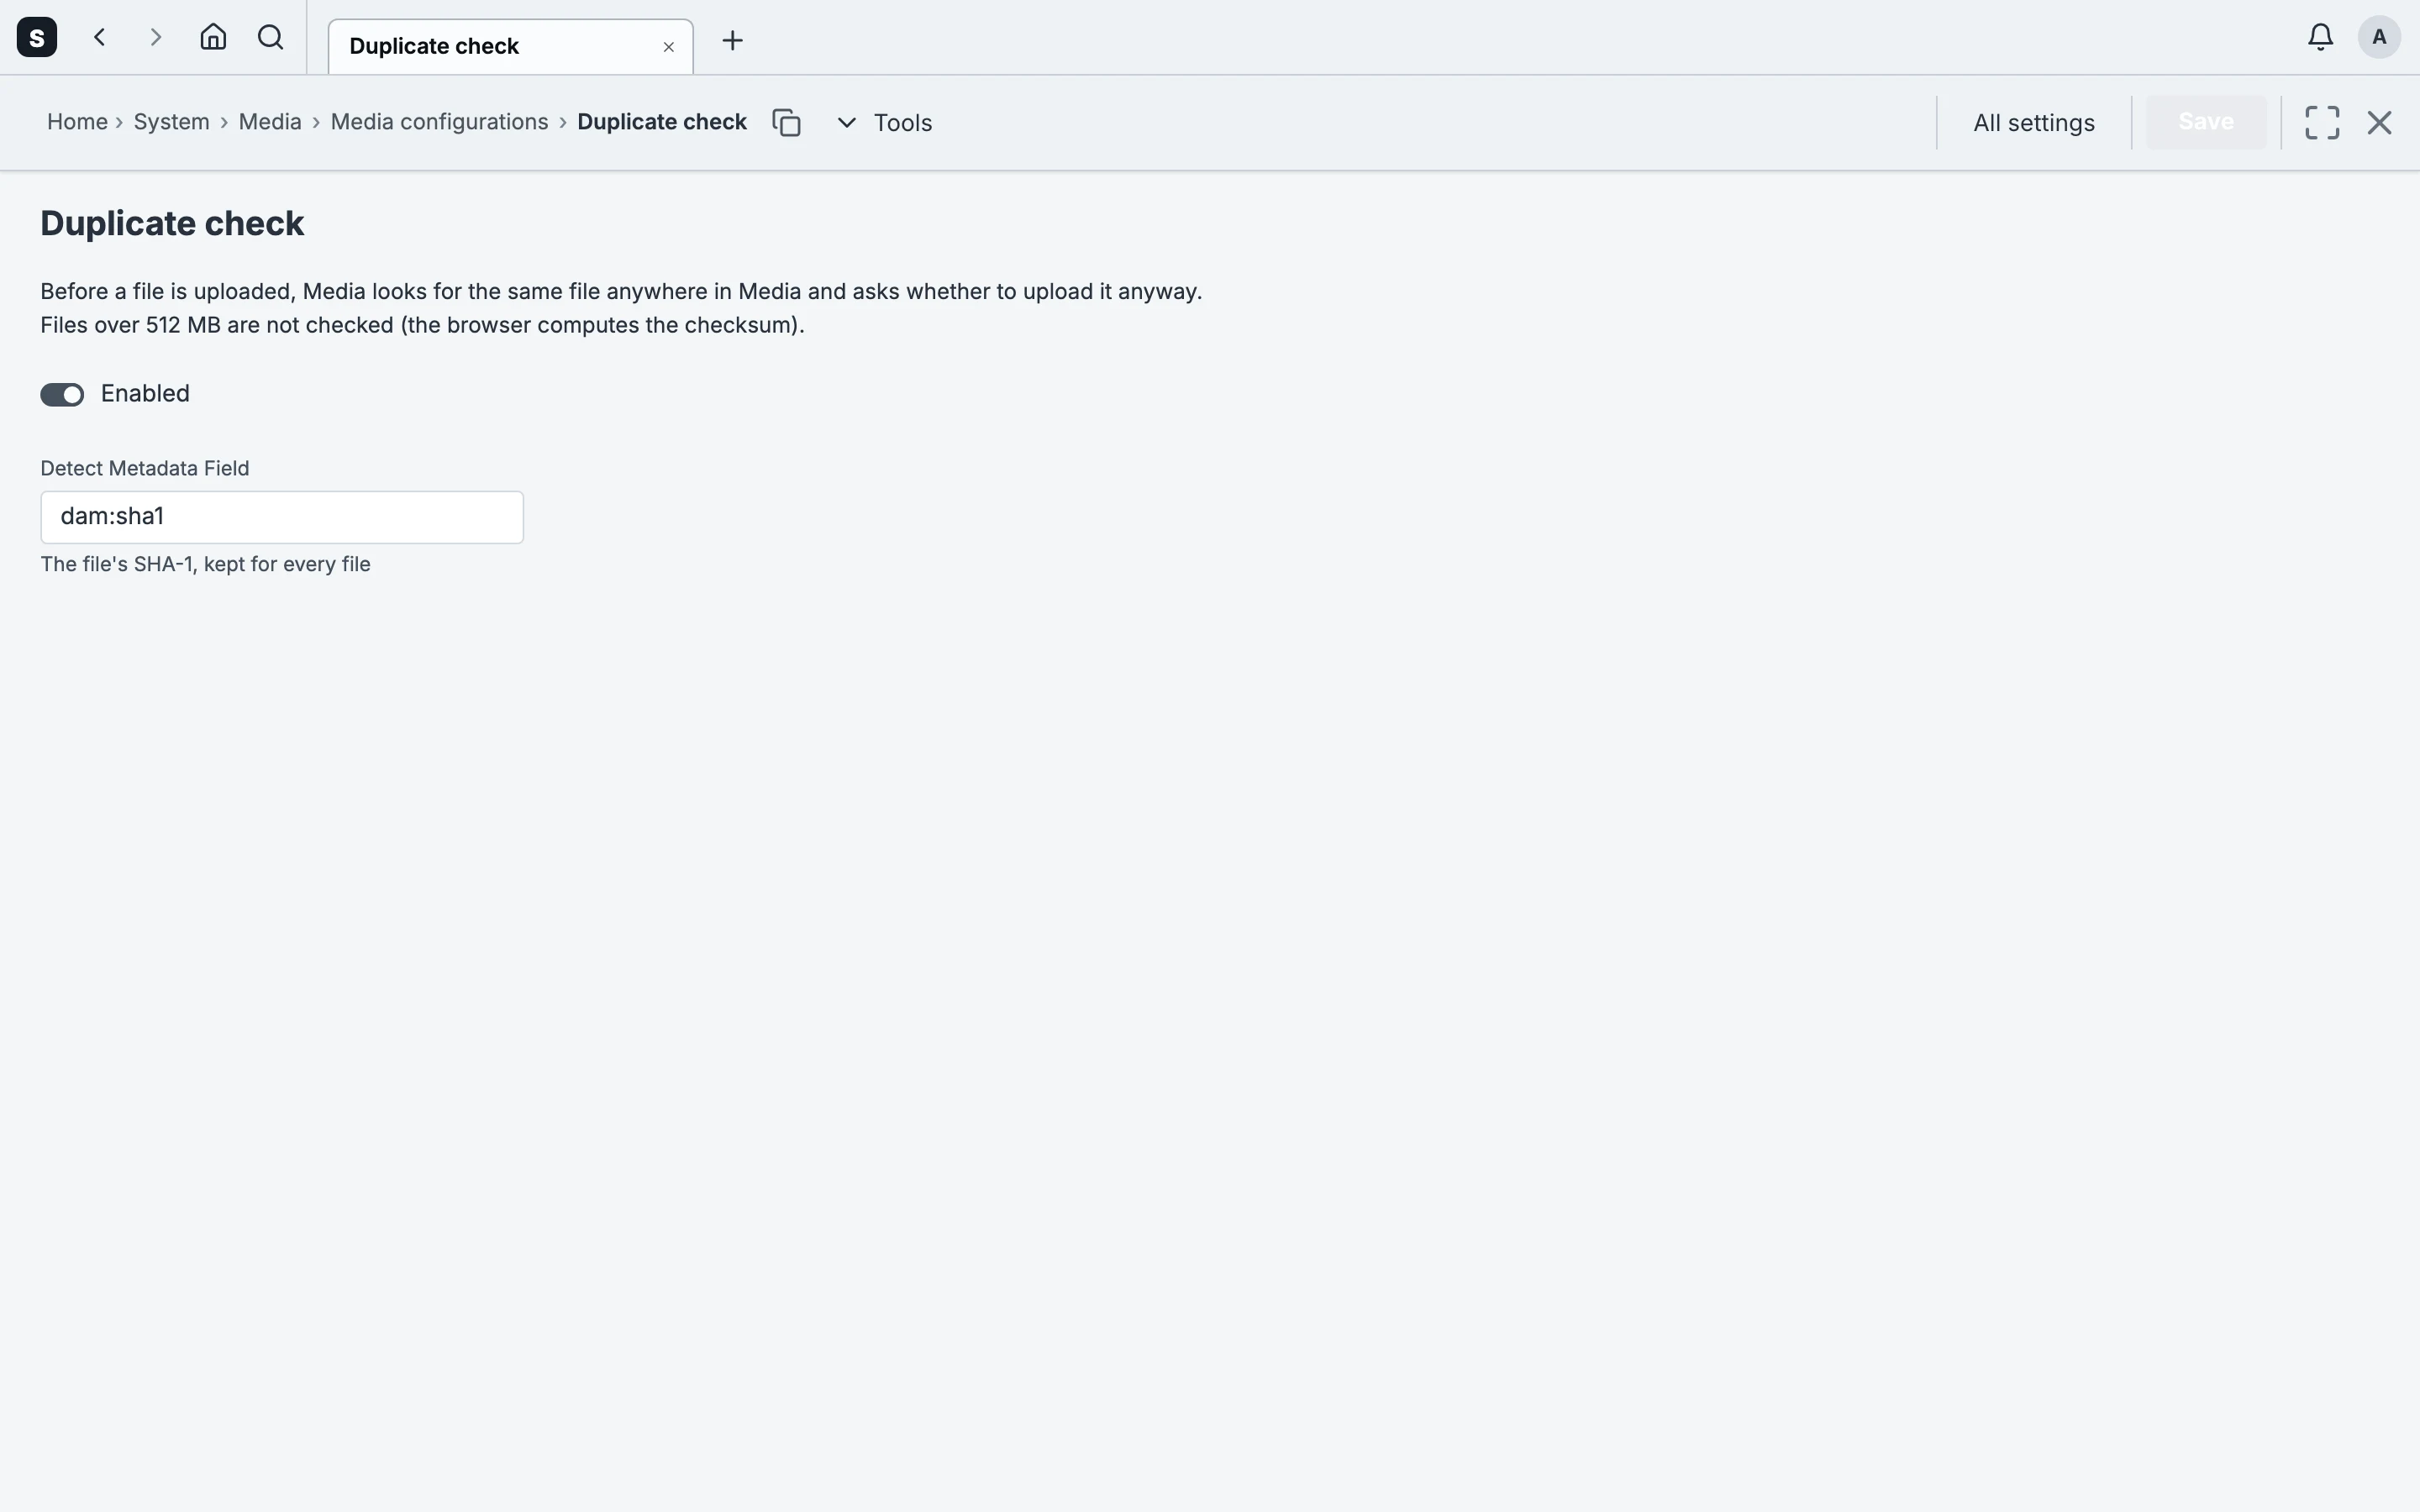 S
Duplicate check
A
Home › System › Media › Media configurations › Duplicate check
Tools
All settings
Save
Duplicate check
Before a file is uploaded, Media looks for the same file anywhere in Media and asks whether to upload it anyway.
Files over 512 MB are not checked (the browser computes the checksum).
Enabled
Detect Metadata Field
dam:sha1
The file's SHA-1, kept for every file